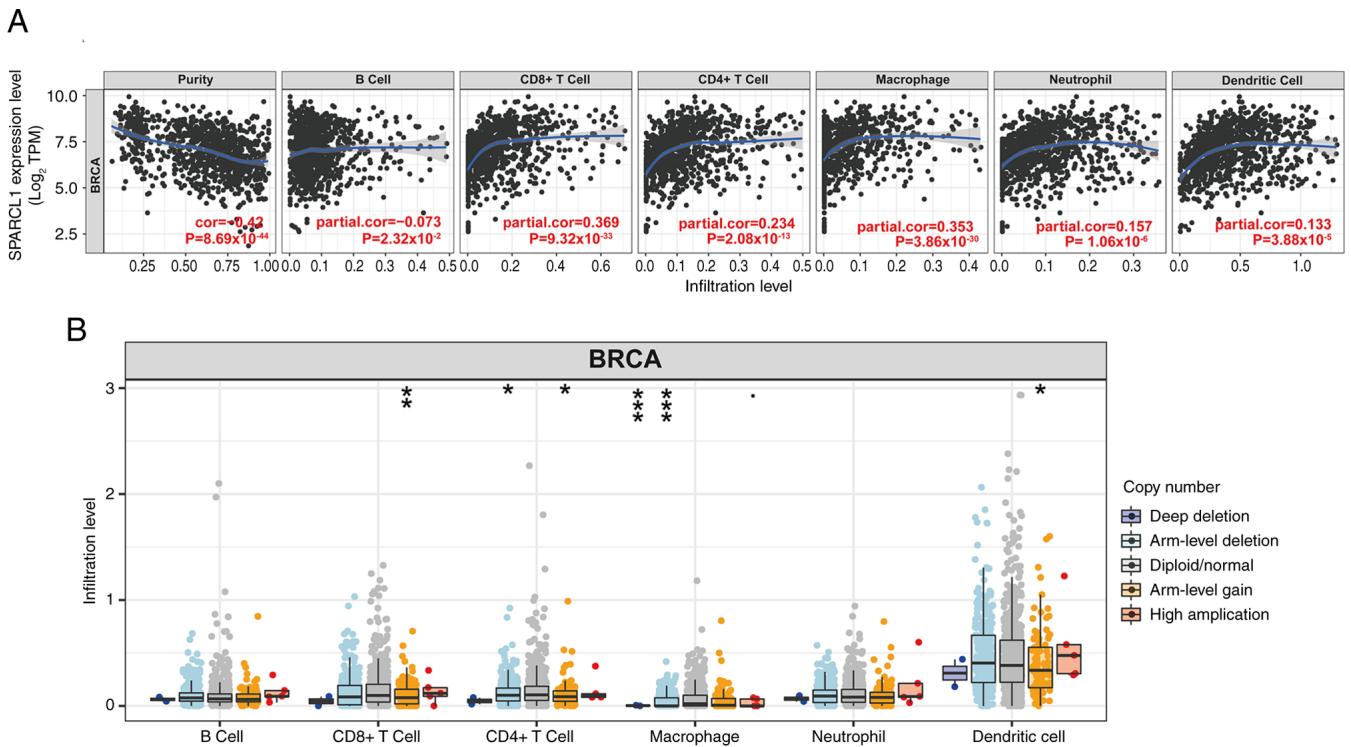 A
Purity
B Cell
CD8+ T Cell
CD4+ T Cell
Macrophage
Neutrophil
Dendritic Cell
SPARCL1 expression level
(Log2 TPM)
BRCA
10.0
7.5
5.0
2.5
cor=−0.42
P=8.69x10-44
partial.cor=−0.073
P=2.32x10-2
partial.cor=0.369
P=9.32x10-33
partial.cor=0.234
P=2.08x10-13
partial.cor=0.353
P=3.86x10-30
partial.cor=0.157
P= 1.06x10-6
partial.cor=0.133
P=3.88x10-5
0.25 0.50 0.75 1.00
0.0 0.1 0.2 0.3 0.4 0.5
0.0 0.2 0.4 0.6
0.0 0.1 0.2 0.3 0.4 0.5
0.0 0.1 0.2 0.3 0.4
0.0 0.1 0.2 0.3
0.0 0.5 1.0
Infiltration level
B
BRCA
3
2
1
0
Infiltration level
** * * *** *** . *
B Cell
CD8+ T Cell
CD4+ T Cell
Macrophage
Neutrophil
Dendritic cell
Copy number
Deep deletion
Arm-level deletion
Diploid/normal
Arm-level gain
High amplication